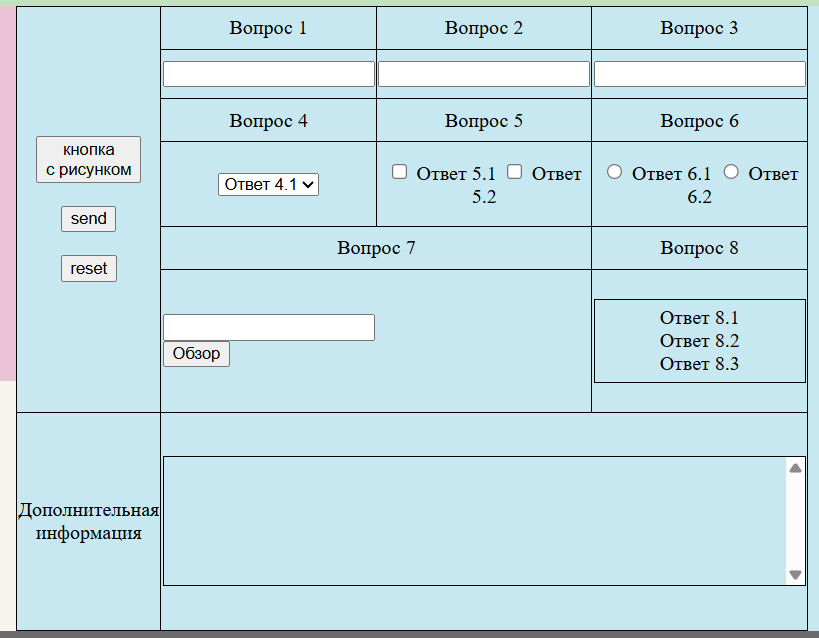 Вопрос 1
Вопрос 2
Вопрос 3
кнопка
с рисунком
send
reset
Вопрос 4
Вопрос 5
Вопрос 6
Ответ 4.1
Ответ 5.1 Ответ
5.2
Ответ 6.1 Ответ
6.2
Вопрос 7
Вопрос 8
Обзор
Ответ 8.1
Ответ 8.2
Ответ 8.3
Дополнительная
информация